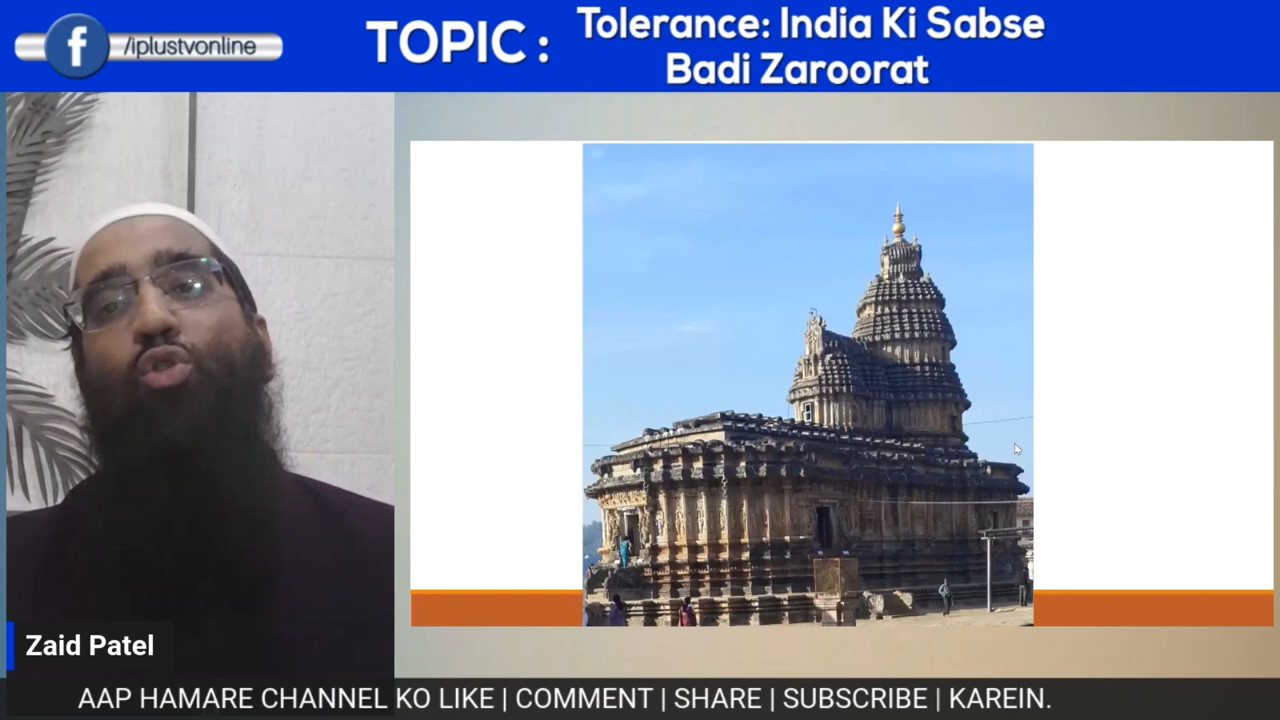 /iplustvonline
TOPIC :
Tolerance: India Ki Sabse
Badi Zaroorat
Zaid Patel
AAP HAMARE CHANNEL KO LIKE | COMMENT | SHARE | SUBSCRIBE | KAREIN.